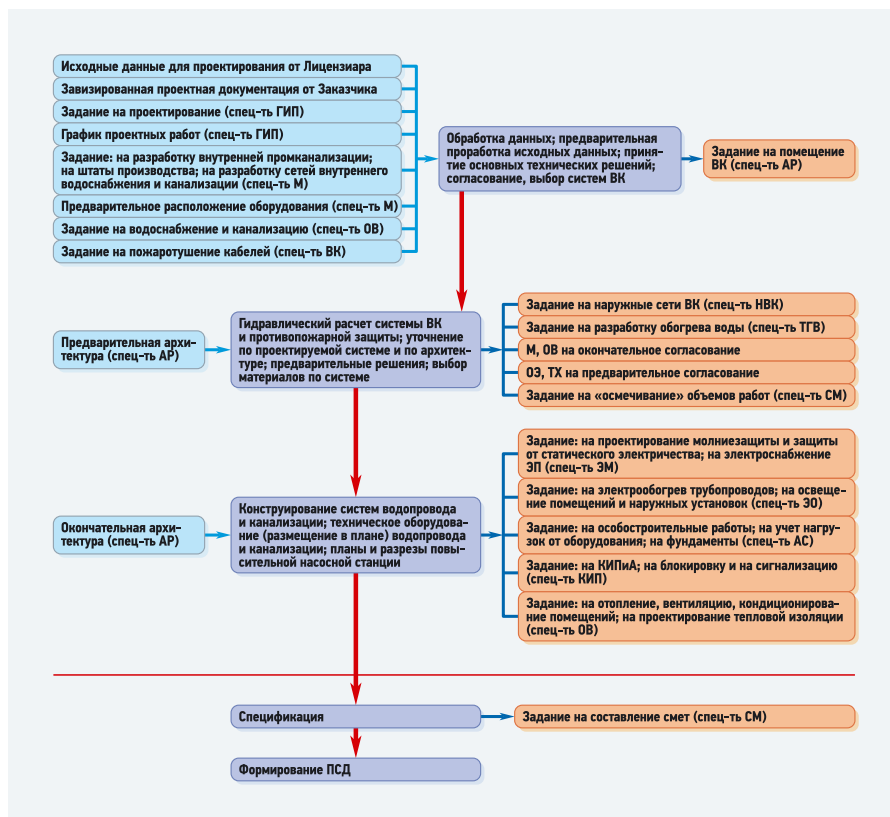 Исходные данные для проектирования от Лицензиара
Завизированная проектная документация от Заказчика
Задание на проектирование (спец-ть ГИП)
График проектных работ (спец-ть ГИП)
Задание: на разработку внутренней промканализации;
на штаты производства; на разработку сетей внутреннего
водоснабжения и канализации (спец-ть М)
Предварительное расположение оборудования (спец-ть М)
Задание на водоснабжение и канализацию (спец-ть ОВ)
Задание на пожаротушение кабелей (спец-ть ВК)
Обработка данных; предварительная
проработка исходных данных; приня-
тие основных технических решений;
согласование, выбор систем ВК
Задание на помещение
ВК (спец-ть АР)
Предварительная архи-
тектура (спец-ть АР)
Гидравлический расчет системы ВК
и противопожарной защиты; уточнение
по проектируемой системе и по архитек-
туре; предварительные решения; выбор
материалов по системе
Задание на наружные сети ВК (спец-ть НВК)
Задание на разработку обогрева воды (спец-ть ТГВ)
М, ОВ на окончательное согласование
ОЭ, ТХ на предварительное согласование
Задание на «осмечивание» объемов работ (спец-ть СМ)
Окончательная архи-
тектура (спец-ть АР)
Конструирование систем водопровода
и канализации; техническое оборудова-
ние (размещение в плане) водопровода
и канализации; планы и разрезы повы-
сительной насосной станции
Задание: на проектирование молниезащиты и защиты
от статического электричества; на электроснабжение
ЭП (спец-ть ЭМ)
Задание: на электрообогрев трубопроводов; на освеще-
ние помещений и наружных установок (спец-ть ЭО)
Задание: на особостроительные работы; на учет нагру-
зок от оборудования; на фундаменты (спец-ть АС)
Задание: на КИПиА; на блокировку и на сигнализацию
(спец-ть КИП)
Задание: на отопление, вентиляцию, кондиционирова-
ние помещений; на проектирование тепловой изоляции
(спец-ть ОВ)
Спецификация
Задание на составление смет (спец-ть СМ)
Формирование ПСД